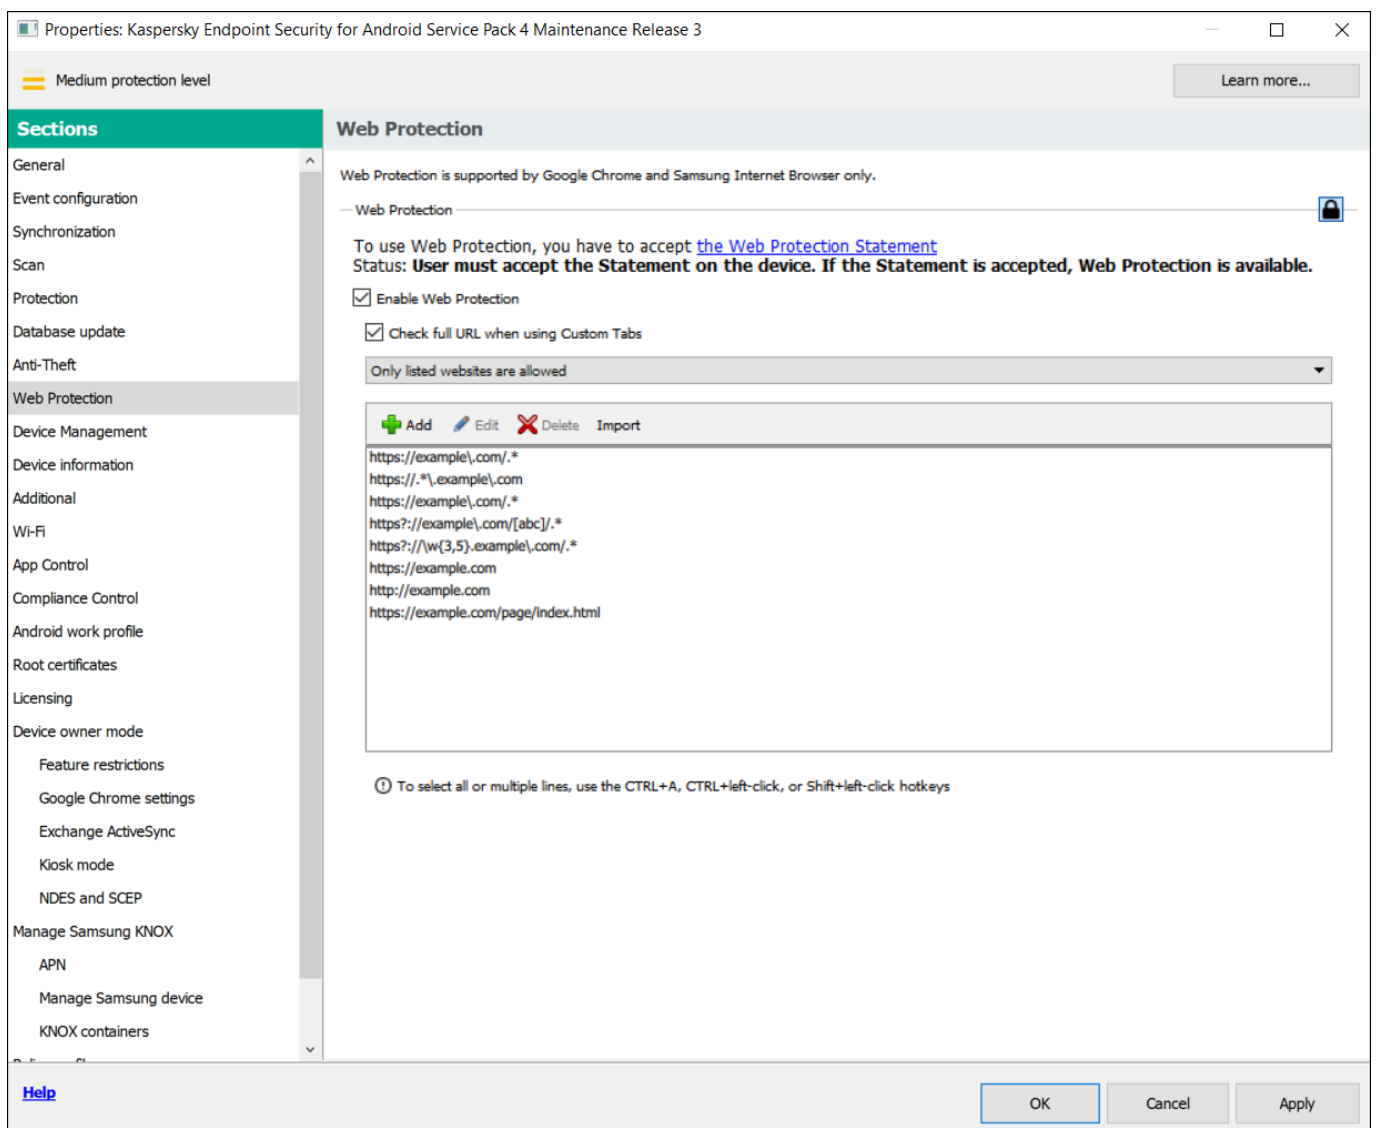 Properties: Kaspersky Endpoint Security for Android Service Pack 4 Maintenance Release 3
Medium protection level
Learn more...
Sections
General
Event configuration
Synchronization
Scan
Protection
Database update
Anti-Theft
Web Protection
Device Management
Device information
Additional
Wi-Fi
App Control
Compliance Control
Android work profile
Root certificates
Licensing
Device owner mode
Feature restrictions
Google Chrome settings
Exchange ActiveSync
Kiosk mode
NDES and SCEP
Manage Samsung KNOX
APN
Manage Samsung device
KNOX containers
Web Protection
Web Protection is supported by Google Chrome and Samsung Internet Browser only.
Web Protection
To use Web Protection, you have to accept the Web Protection Statement
Status: User must accept the Statement on the device. If the Statement is accepted, Web Protection is available.
Enable Web Protection
Check full URL when using Custom Tabs
Only listed websites are allowed
Add Edit Delete Import
https://example\.com/.*
https://.*\.example\.com
https://example\.com/.*
https?://example\.com/[abc]/.*
https?://\w{3,5}.example\.com/.*
https://example.com
http://example.com
https://example.com/page/index.html
To select all or multiple lines, use the CTRL+A, CTRL+left-click, or Shift+left-click hotkeys
Help
OK
Cancel
Apply